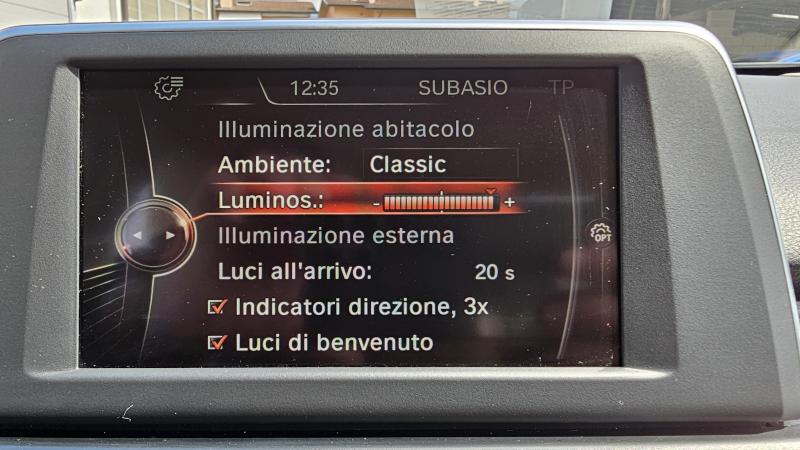 12:35 SUBASIO TP
Illuminazione abitacolo
Ambiente: Classic
Luminos.: - +
Illuminazione esterna
OPT
Luci all'arrivo: 20 s
Indicatori direzione, 3x
Luci di benvenuto